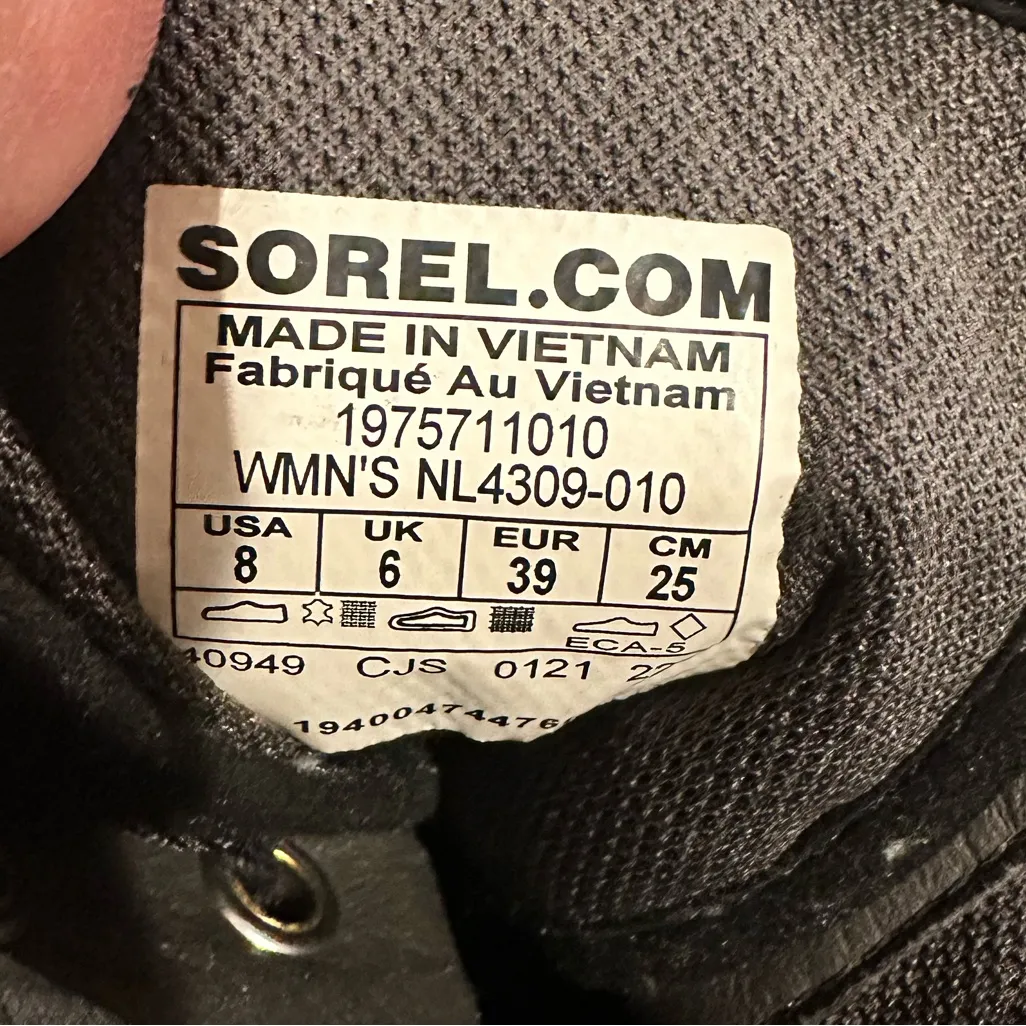 SOREL.COM
MADE IN VIETNAM
Fabriqué Au Vietnam
1975711010
WMN'S NL4309-010
USA UK EUR CM
8 6 39 25
ECA-5
CJS 0121